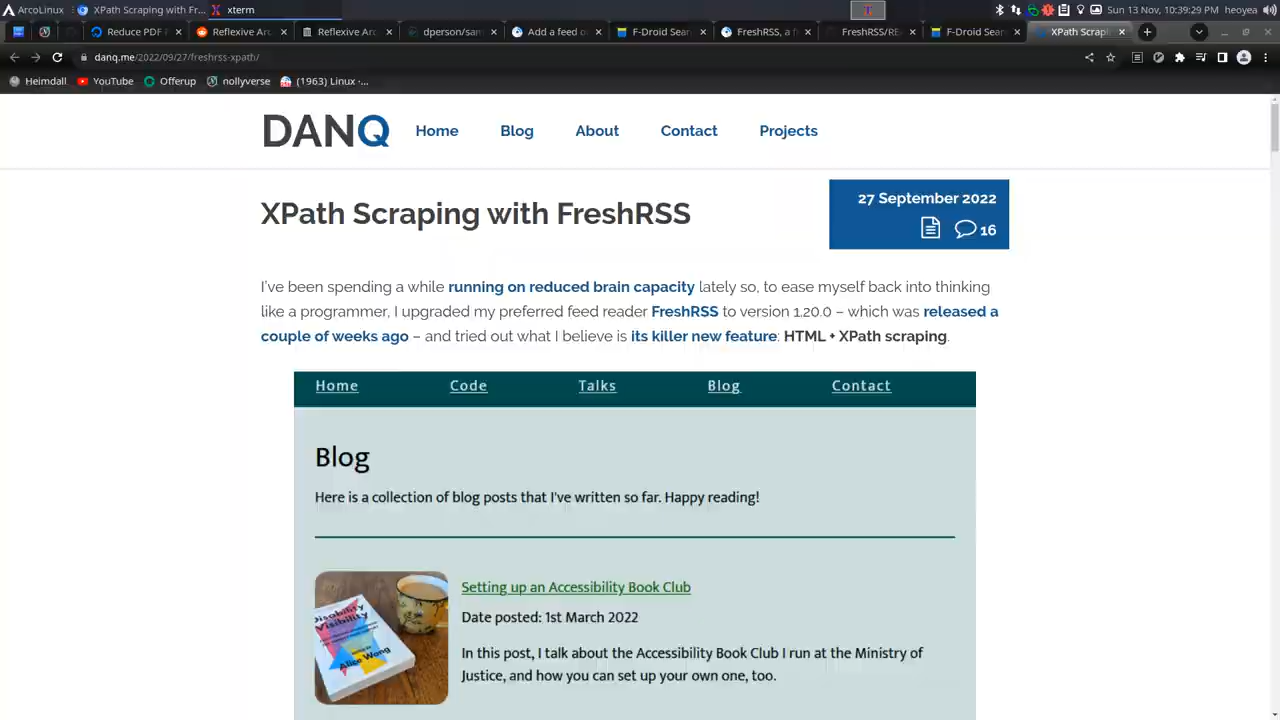 ArcoLinux
XPath Scraping with Fr...
xterm
Sun 13 Nov, 10:39:29 PM
heoyea
Reduce PDF F
Reflexive Arc
Reflexive Arc
dperson/sam
Add a feed o
F-Droid Sear
FreshRSS, a f
FreshRSS/RE
F-Droid Sear
XPath Scrapi
danq.me/2022/09/27/freshrss-xpath/
Heimdall
YouTube
Offerup
nollyverse
(1963) Linux -...
DANQ
Home
Blog
About
Contact
Projects
XPath Scraping with FreshRSS
27 September 2022
16
I've been spending a while running on reduced brain capacity lately so, to ease myself back into thinking
like a programmer, I upgraded my preferred feed reader FreshRSS to version 1.20.0 – which was released a
couple of weeks ago – and tried out what I believe is its killer new feature: HTML + XPath scraping.
Home
Code
Talks
Blog
Contact
Blog
Here is a collection of blog posts that I've written so far. Happy reading!
Setting up an Accessibility Book Club
Date posted: 1st March 2022
In this post, I talk about the Accessibility Book Club I run at the Ministry of
Justice, and how you can set up your own one, too.
Disability
Visibility
Alice Wong